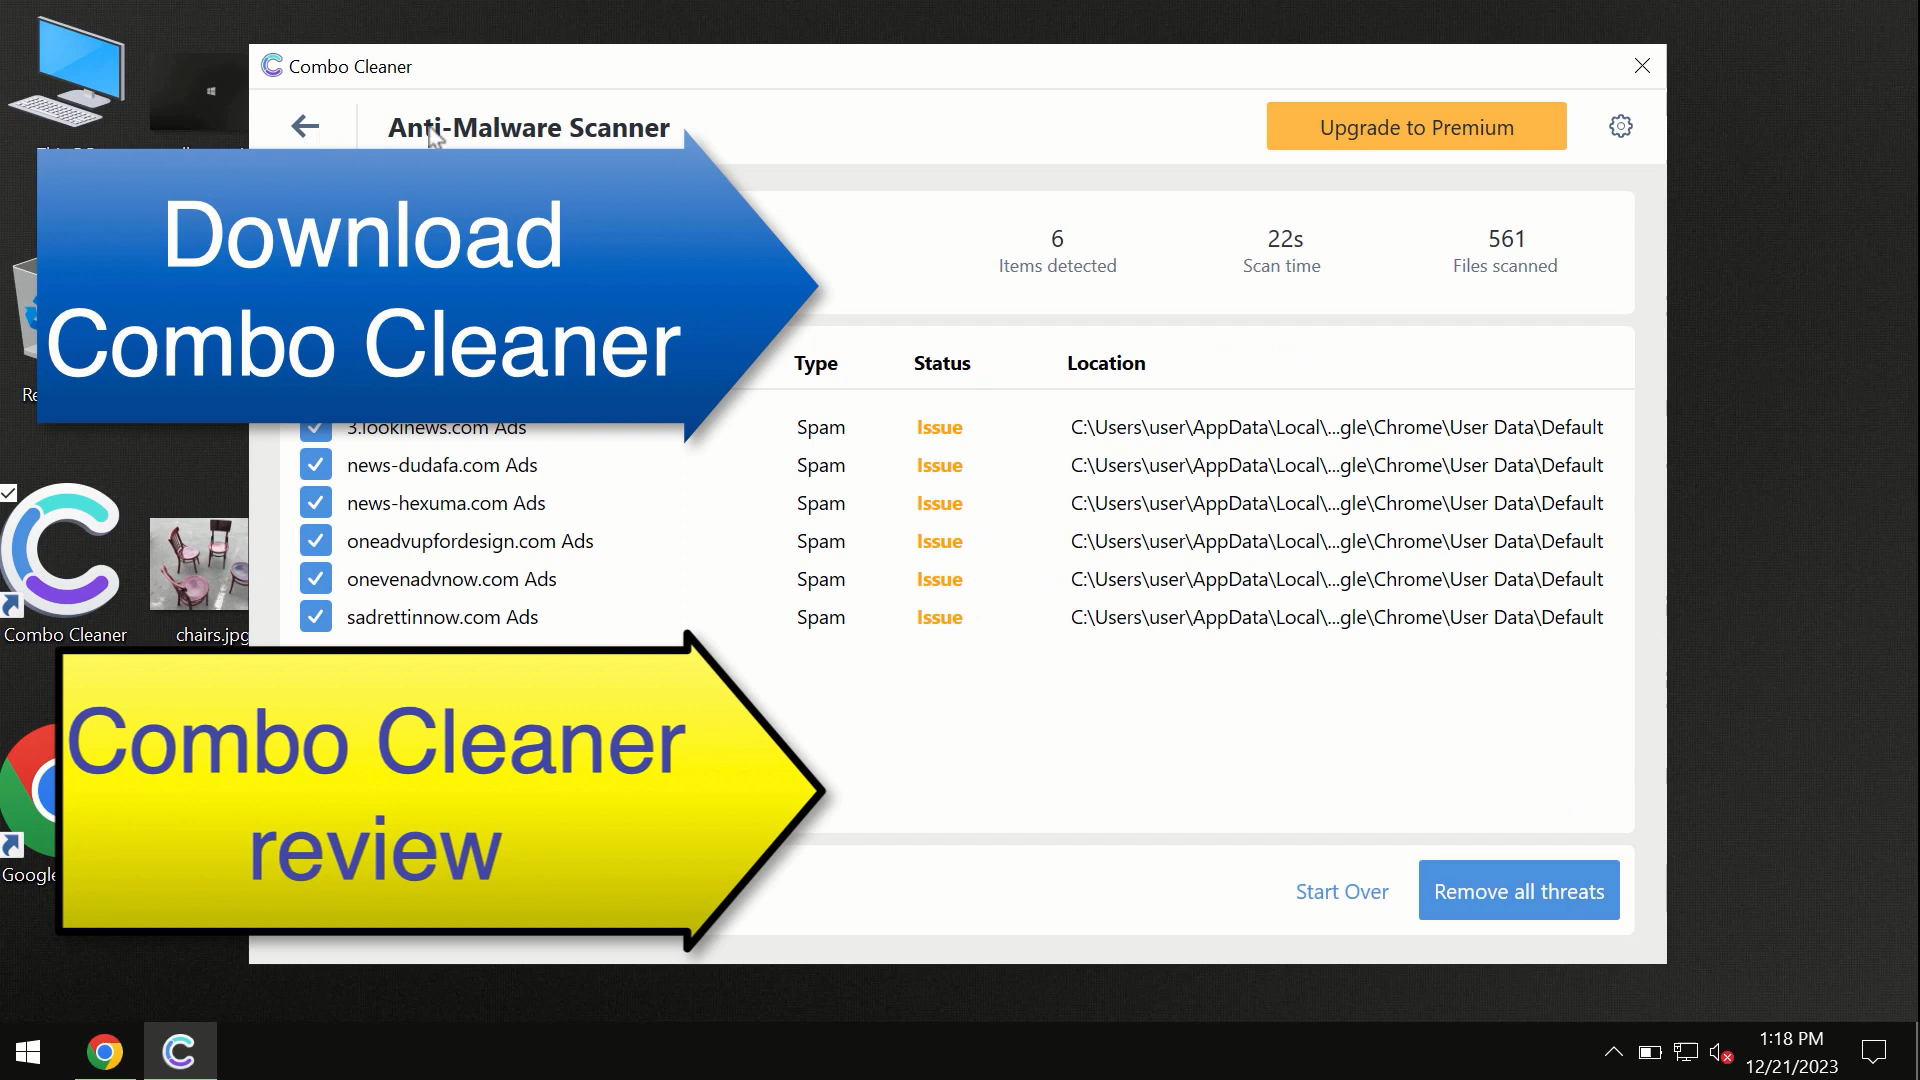 Combo Cleaner
Anti-Malware Scanner
Upgrade to Premium
Download
Combo Cleaner
6
Items detected
22s
Scan time
561
Files scanned
Type Status Location
3.lookinews.com Ads Spam Issue C:\Users\user\AppData\Local\...gle\Chrome\User Data\Default
news-dudafa.com Ads Spam Issue C:\Users\user\AppData\Local\...gle\Chrome\User Data\Default
news-hexuma.com Ads Spam Issue C:\Users\user\AppData\Local\...gle\Chrome\User Data\Default
oneadvupfordesign.com Ads Spam Issue C:\Users\user\AppData\Local\...gle\Chrome\User Data\Default
onevenadvnow.com Ads Spam Issue C:\Users\user\AppData\Local\...gle\Chrome\User Data\Default
sadrettinnow.com Ads Spam Issue C:\Users\user\AppData\Local\...gle\Chrome\User Data\Default
Combo Cleaner
chairs.jpg
Combo Cleaner
review
Google
Start Over
Remove all threats
1:18 PM
12/21/2023